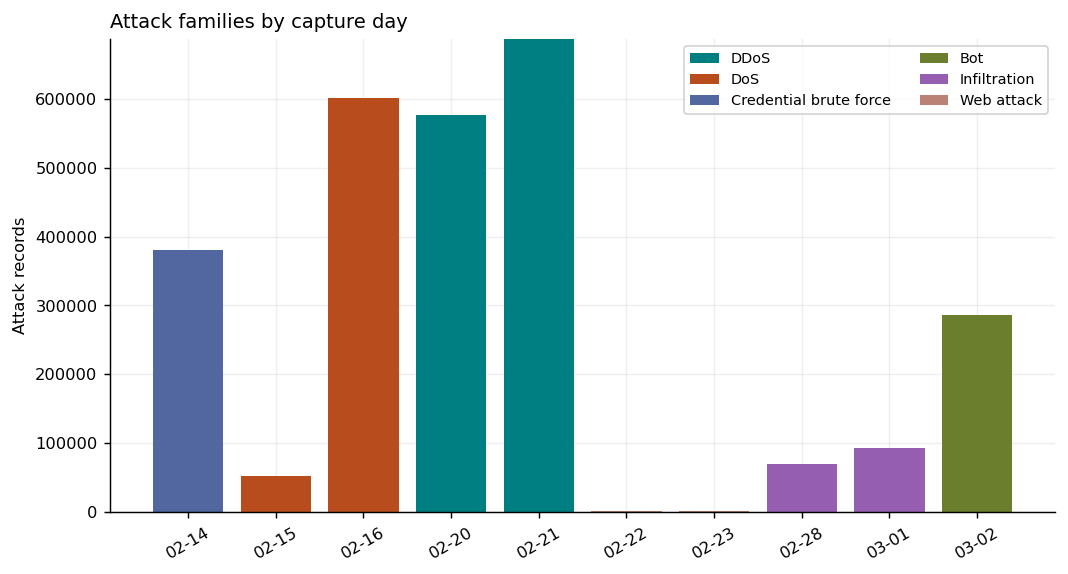 Attack families by capture day
DDoS
DoS
Credential brute force
Bot
Infiltration
Web attack
Attack records
600000
500000
400000
300000
200000
100000
0
02-14
02-15
02-16
02-20
02-21
02-22
02-23
02-28
03-01
03-02